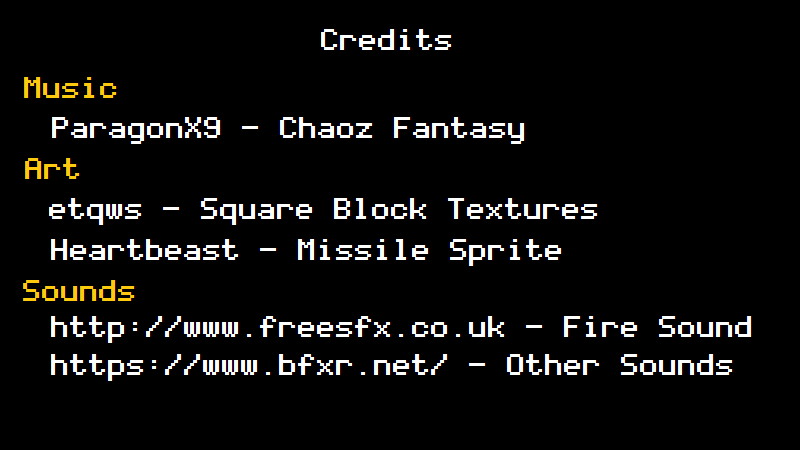 Credits
Music
ParagonX9 - Chaoz Fantasy
Art
etqws - Square Block Textures
Heartbeast - Missile Sprite
Sounds
http://www.freesfx.co.uk - Fire Sound
https://www.bfxr.net/ - Other Sounds